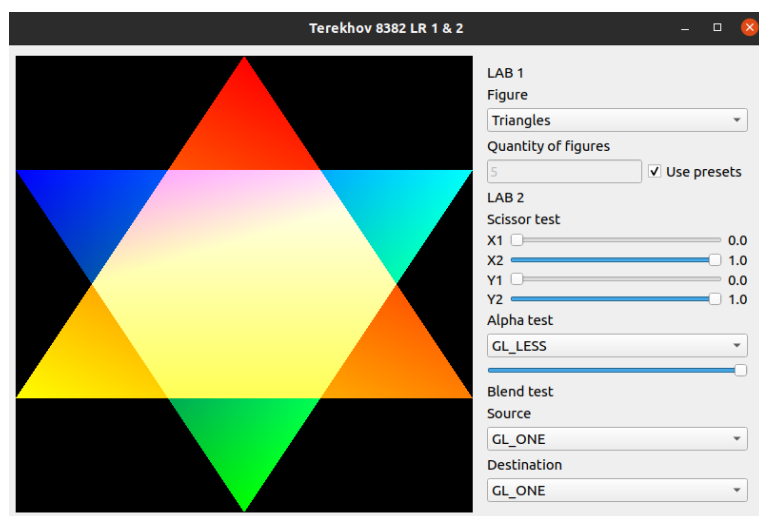 Terekhov 8382 LR 1 & 2
LAB 1
Figure
Triangles
Quantity of figures
5 Use presets
LAB 2
Scissor test
X1 0.0
X2 1.0
Y1 0.0
Y2 1.0
Alpha test
GL_LESS
Blend test
Source
GL_ONE
Destination
GL_ONE